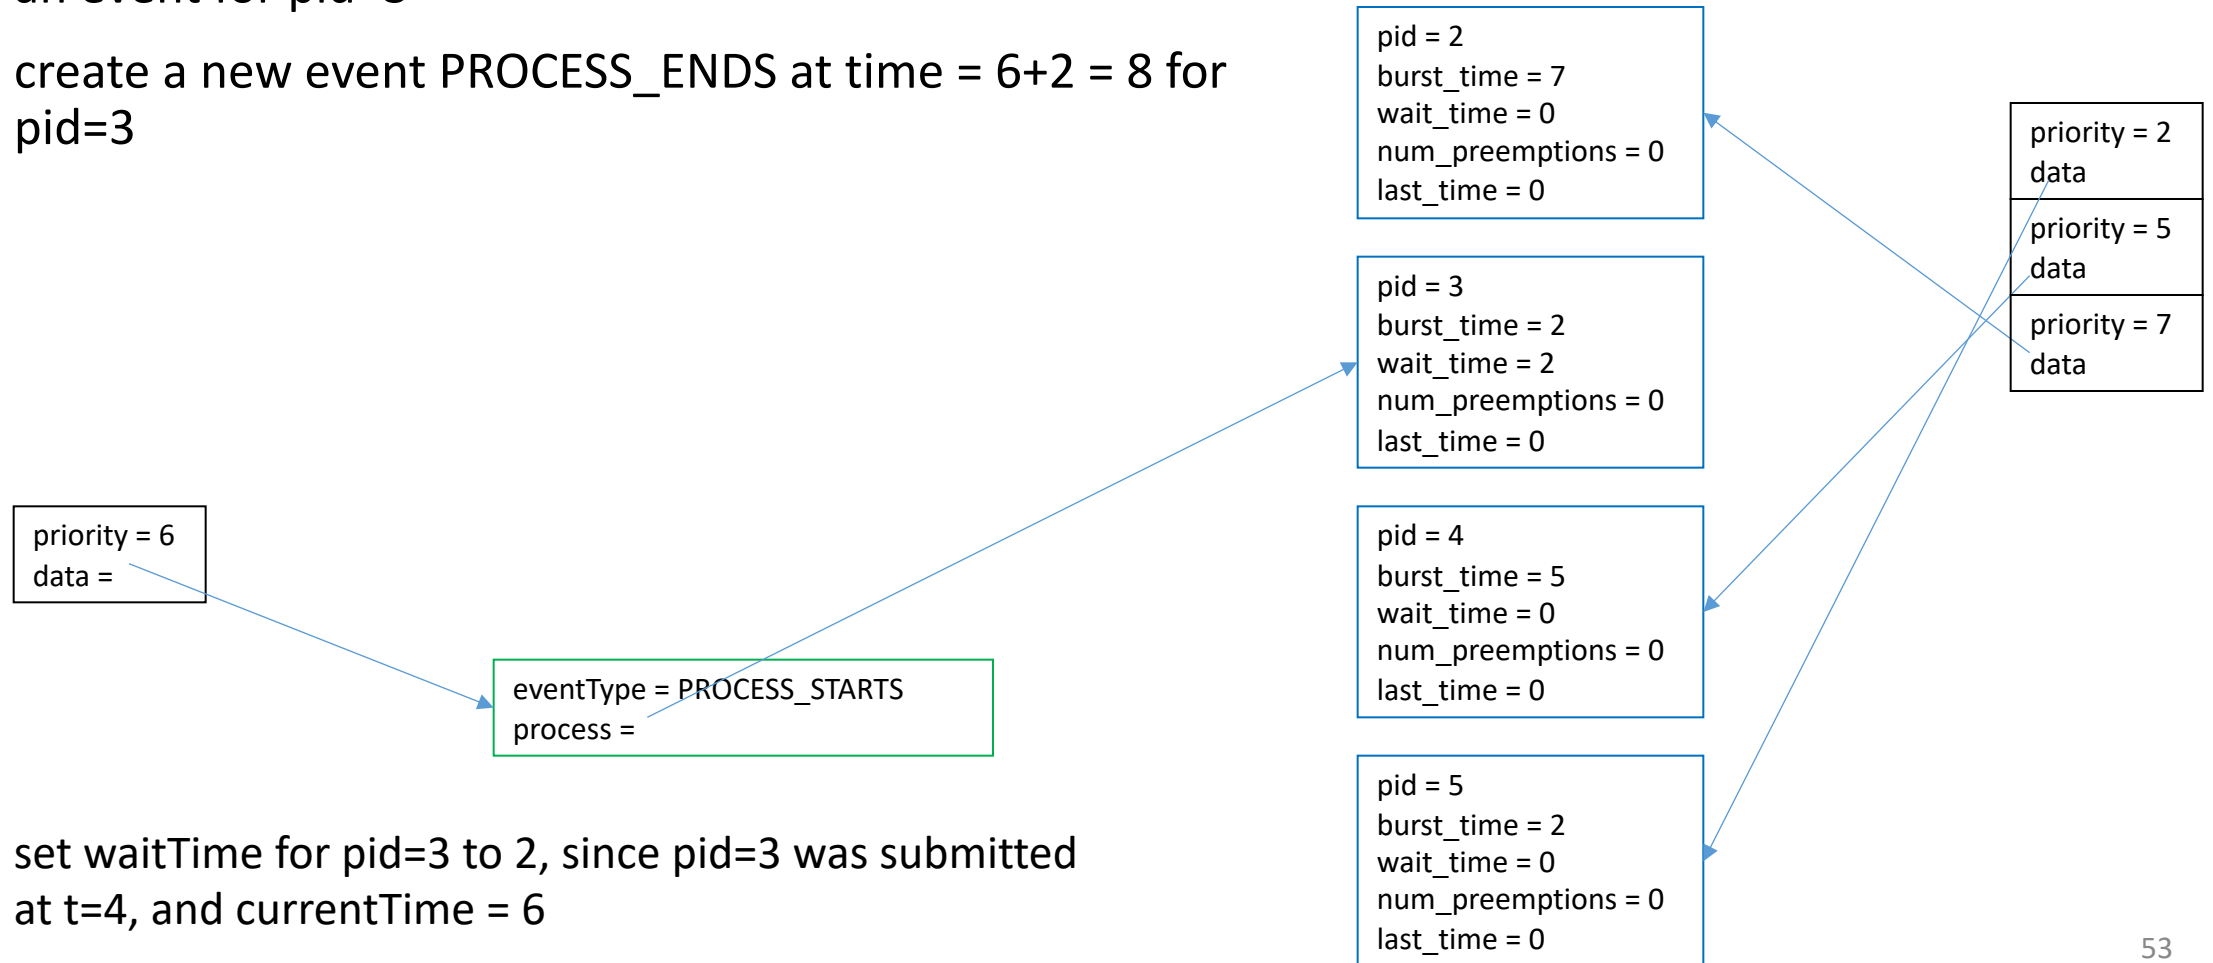 create a new event PROCESS_ENDS at time = 6+2 = 8 for
pid=3
pid = 2
burst_time = 7
wait_time = 0
num_preemptions = 0
last_time = 0
priority = 2
data
priority = 5
data
priority = 7
data
pid = 3
burst_time = 2
wait_time = 2
num_preemptions = 0
last_time = 0
priority = 6
data =
pid = 4
burst_time = 5
wait_time = 0
num_preemptions = 0
last_time = 0
eventType = PROCESS_STARTS
process =
pid = 5
burst_time = 2
wait_time = 0
num_preemptions = 0
last_time = 0
set waitTime for pid=3 to 2, since pid=3 was submitted
at t=4, and currentTime = 6
53